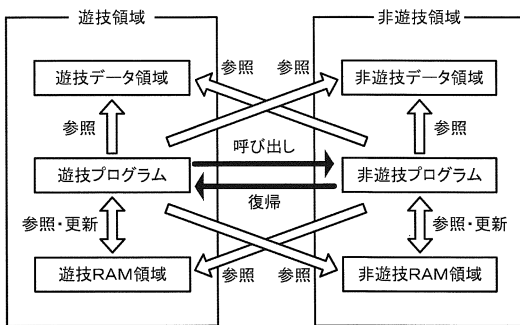 遊技領域
非遊技領域
遊技データ領域
参照
参照
非遊技データ領域
参照
参照
呼び出し
遊技プログラム
非遊技プログラム
復帰
参照・更新
参照・更新
遊技RAM領域
参照
参照
非遊技RAM領域